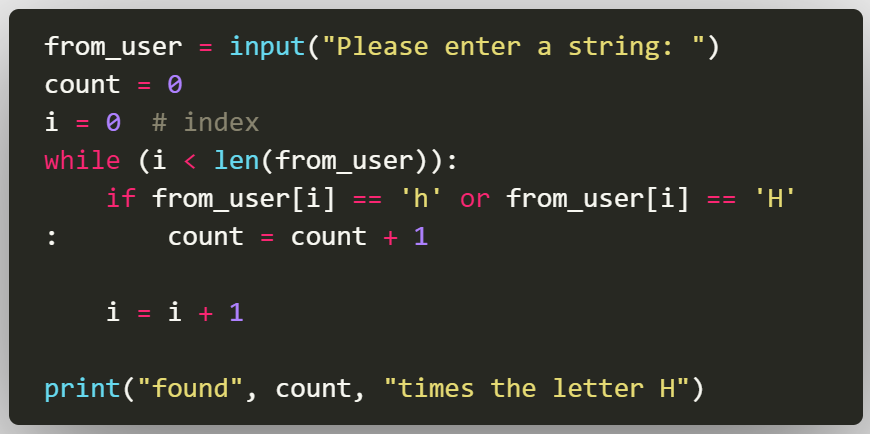 from_user = input("Please enter a string: ")
count = 0
i = 0  # index
while (i < len(from_user)):
    if from_user[i] == 'h' or from_user[i] == 'H'
:       count = count + 1

    i = i + 1

print("found", count, "times the letter H")